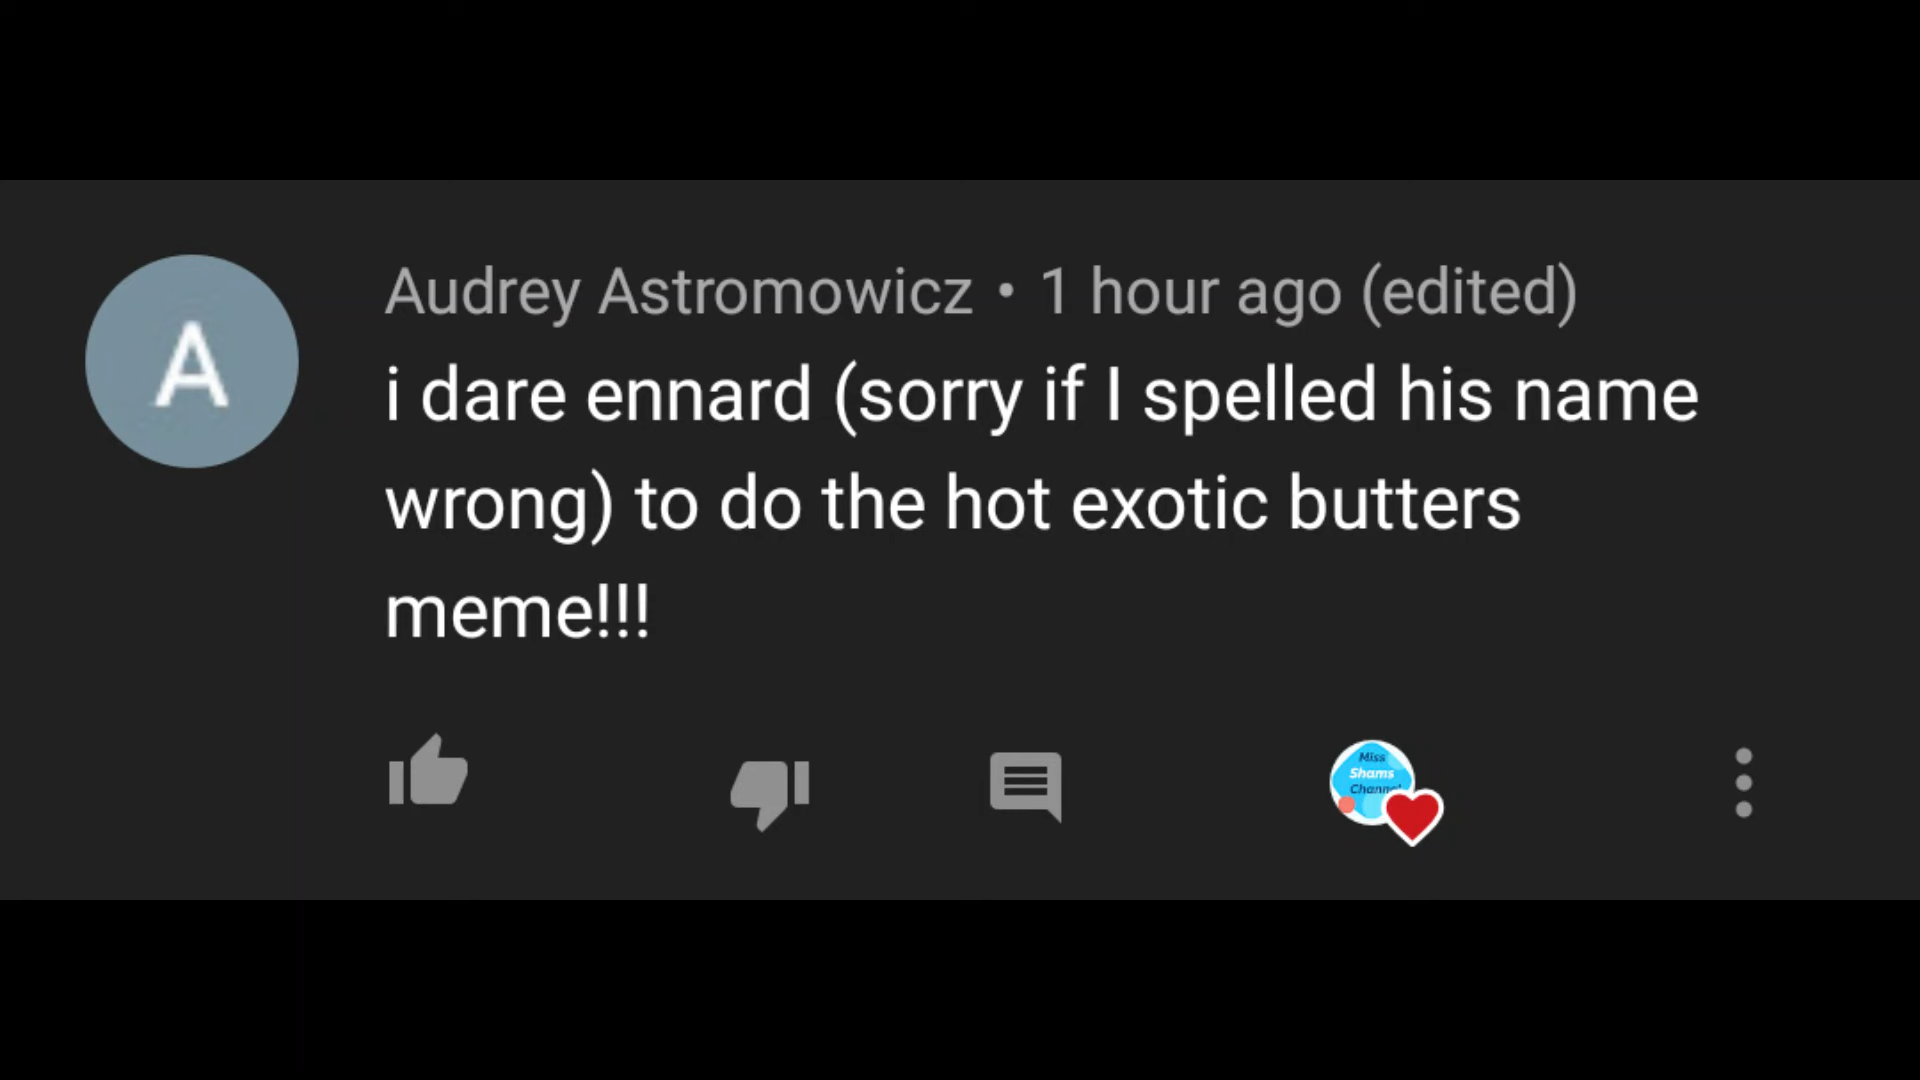 A
Audrey Astromowicz • 1 hour ago (edited)
i dare ennard (sorry if I spelled his name
wrong) to do the hot exotic butters
meme!!!
Miss
Shams
Channel